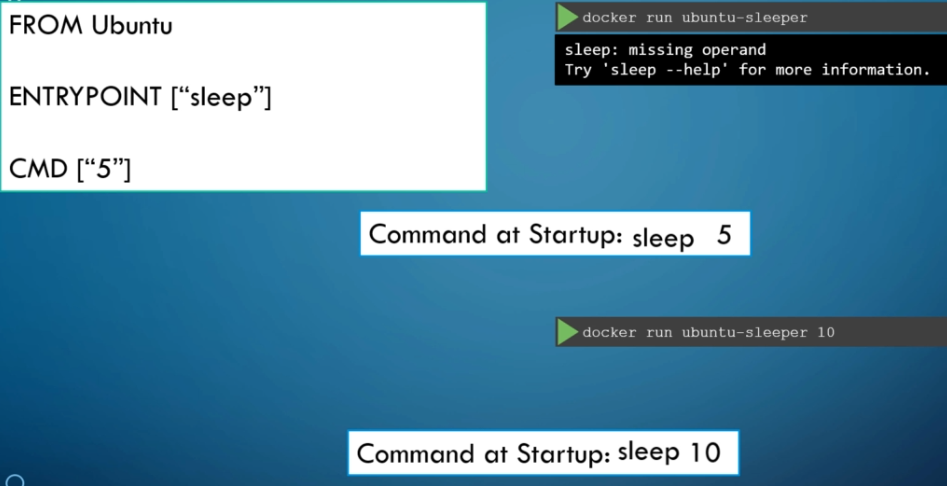 FROM Ubuntu
ENTRYPOINT [“sleep”]
CMD [“5”]
docker run ubuntu-sleeper
sleep: missing operand
Try 'sleep --help' for more information.
Command at Startup: sleep 5
docker run ubuntu-sleeper 10
Command at Startup: sleep 10